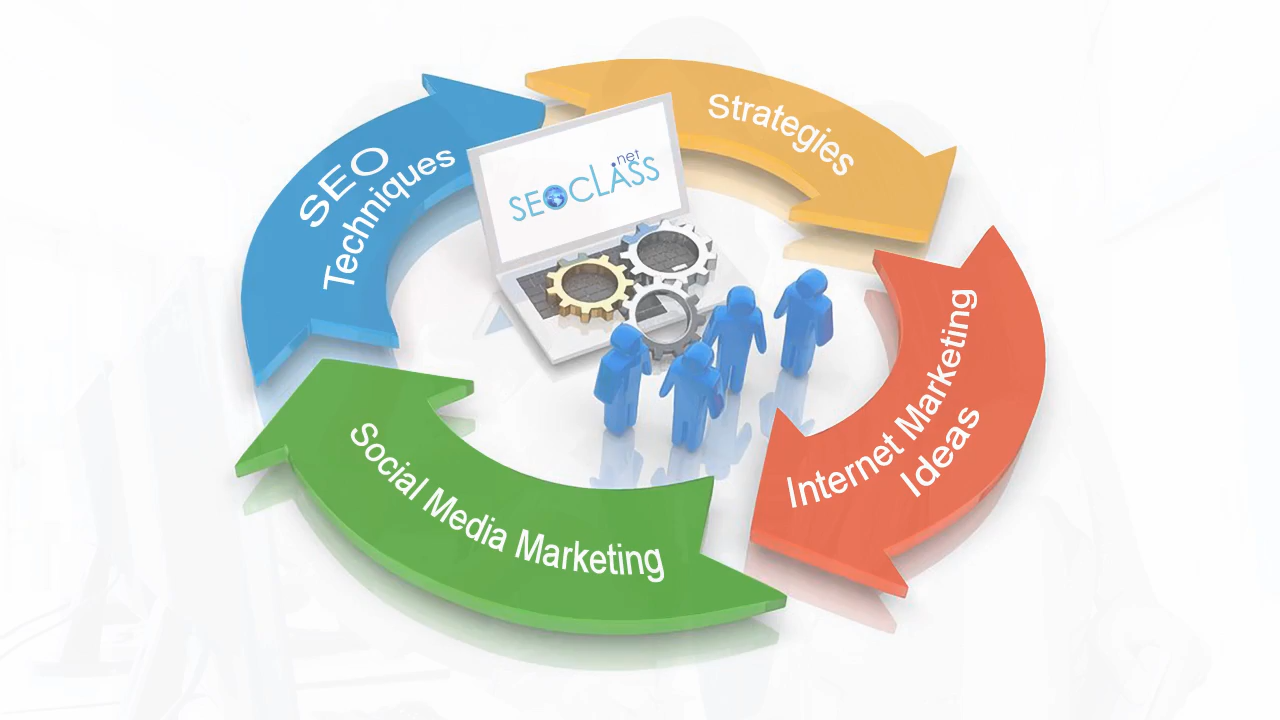 SEO
Techniques
Strategies
.net
SEOCLASS
Internet Marketing
Ideas
Social Media Marketing